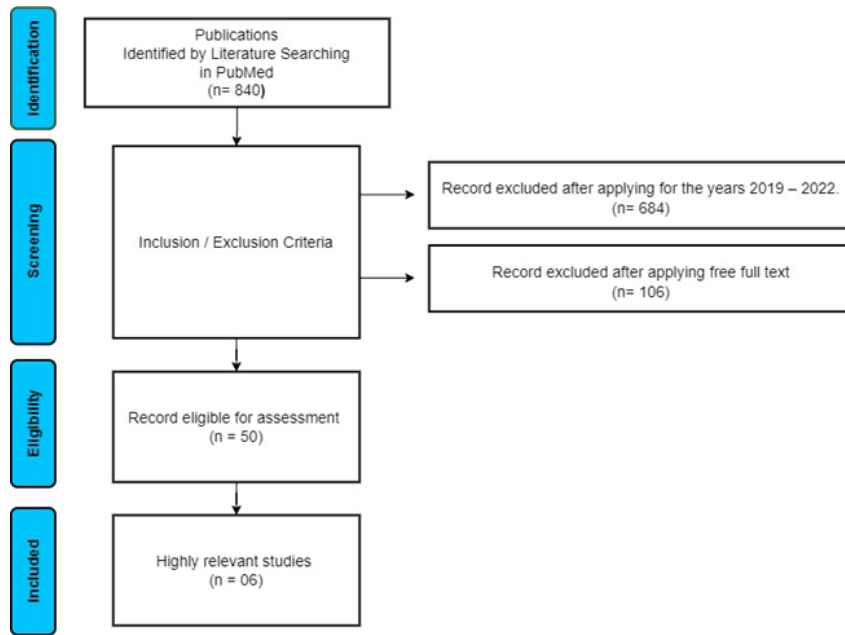 Identification
Publications
Identified by Literature Searching
in PubMed
(n= 840)
Screening
Inclusion / Exclusion Criteria
Record excluded after applying for the years 2019 – 2022.
(n= 684)
Record excluded after applying free full text
(n= 106)
Eligibility
Record eligible for assessment
(n = 50)
Included
Highly relevant studies
(n = 06)